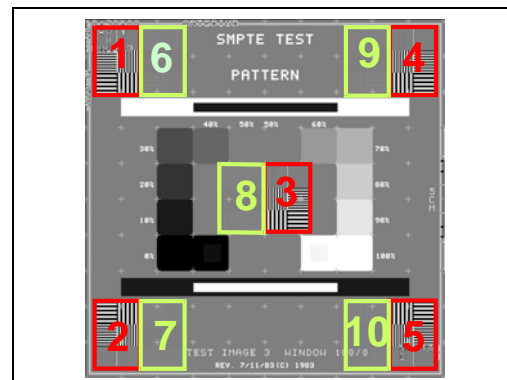 1 6 9 4
SMPTE TEST
PATTERN
40% 50% 50% 60%
30% 70%
20% 80%
8 3
10% 90%
0% 100%
5CM
2 7 10 5
TEST IMAGE 3 WINDOW 100/0
REV. 7/11/83(C) 1983